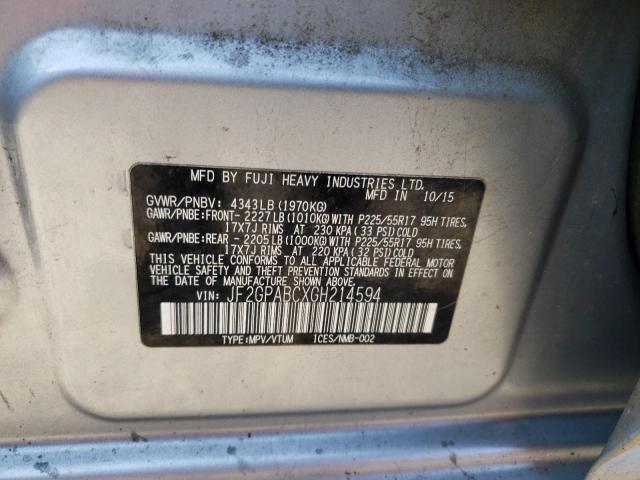 MFD BY FUJI HEAVY INDUSTRIES LTD.
MFD IN 10/15
GVWR/PNBV: 4343LB (1970KG)
GAWR/PNBE:FRONT- 2227LB (1010KG) WITH P225/55R17 95H TIRES,
17X7J RIMS AT 230 KPA (33 PSI) COLD
GAWR/PNBE:REAR - 2205LB (1000KG) WITH P225/55R17 95H TIRES,
17X7J RIMS AT 220 KPA (32 PSI) COLD
THIS VEHICLE CONFORMS TO ALL APPLICABLE FEDERAL MOTOR
VEHICLE SAFETY AND THEFT PREVENTION STANDARDS IN EFFECT ON
THE DATE OF MANUFACTURE SHOWN ABOVE.
VIN: JF2GPABCXGH214594
TYPE:MPV/VTUM ICES/NMB-002